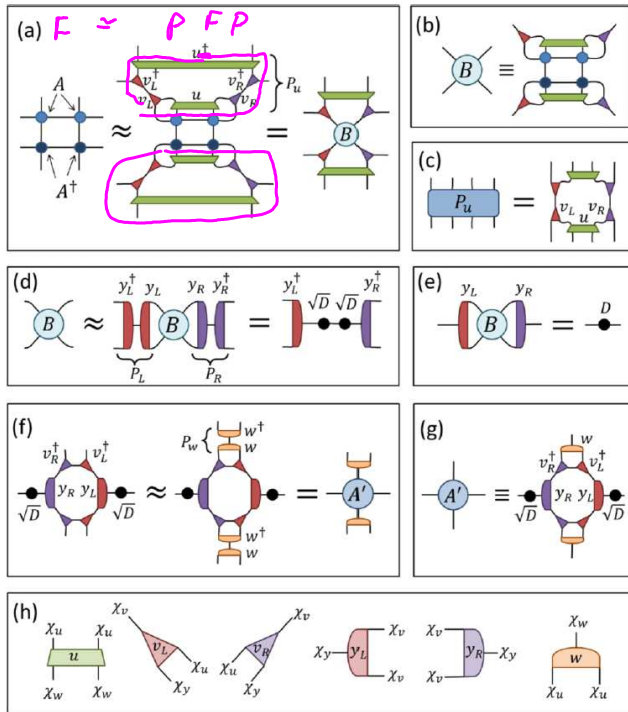 F ≈ P F P
(a)
A
A†
≈
u†
v_L†
v_R†
v_L
u
v_R
} P_u
=
B
(b)
B
≡
(c)
P_u
=
v_L
v_R
u
(d)
B
≈
y_L†
y_L
B
y_R
y_R†
P_L
P_R
=
y_L†
√D
√D
y_R†
(e)
y_L
B
y_R
=
D
(f)
v_R†
v_L†
y_R
y_L
√D
√D
≈
P_w {
w†
w
w†
w
=
A′
(g)
A′
≡
w
v_R†
v_L†
y_R
y_L
√D
√D
(h)
χ_u χ_u
u
χ_w χ_w
χ_v
v_L
χ_u
χ_y
χ_v
v_R
χ_u
χ_y
χ_v
χ_y
y_L
χ_v
χ_v
y_R
χ_y
χ_v
χ_w
w
χ_u χ_u